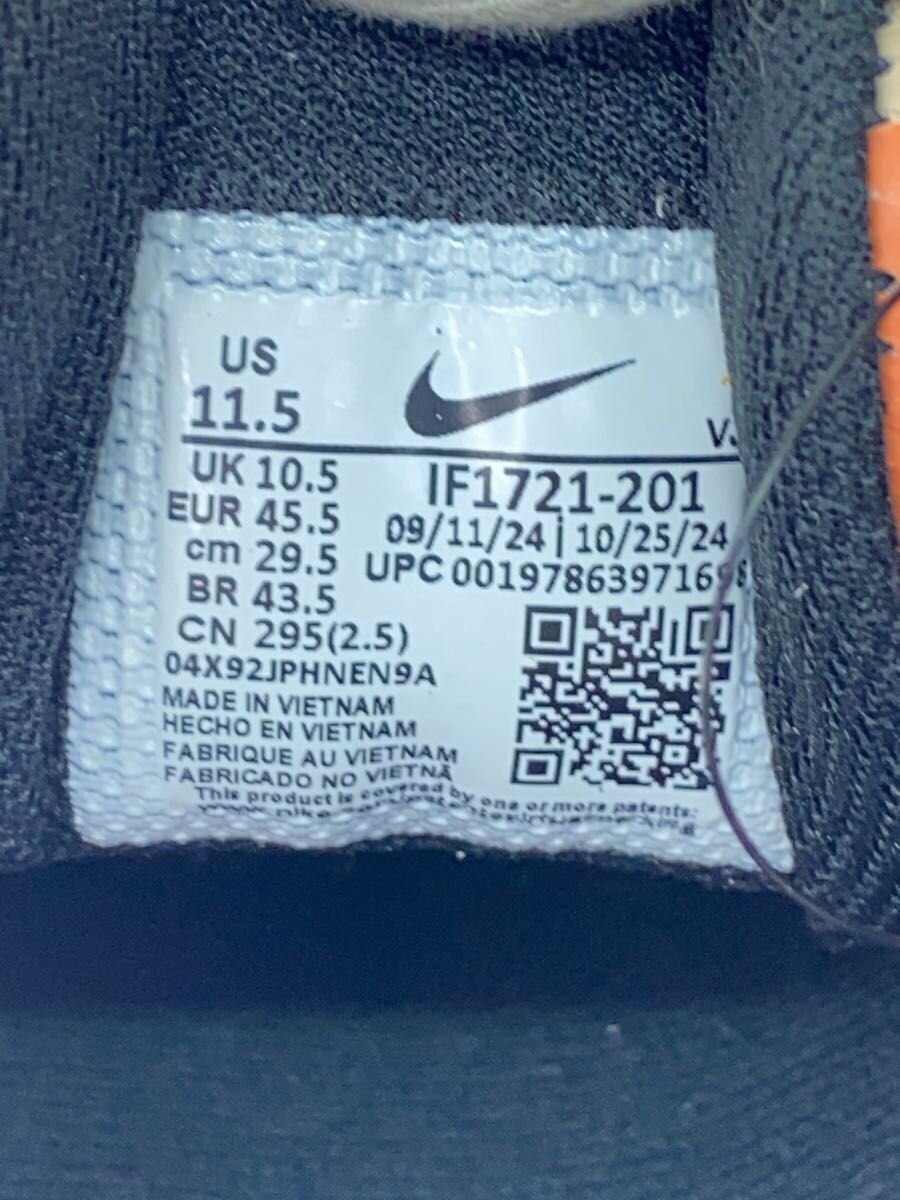 US
11.5
UK 10.5
EUR 45.5
cm 29.5
BR 43.5
CN 295(2.5)
04X92JPHNEN9A
MADE IN VIETNAM
HECHO EN VIETNAM
FABRIQUE AU VIETNAM
FABRICADO NO VIETNÃ
IF1721-201
09/11/24 | 10/25/24
UPC
This product is covered by one or more patents: